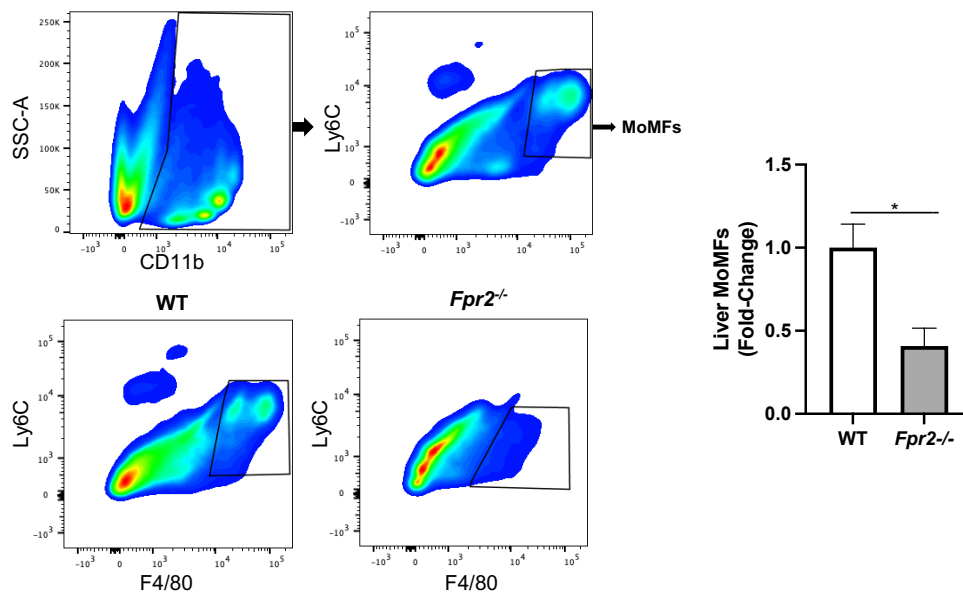 250K
200K
150K
100K
50K
0
SSC-A
-10³ 0 10³ 10⁴ 10⁵
CD11b
10⁵
10⁴
10³
0
-10³
Ly6C
-10³ 0 10³ 10⁴ 10⁵
MoMFs
WT
10⁵
10⁴
10³
0
-10³
Ly6C
-10³ 0 10³ 10⁴ 10⁵
F4/80
Fpr2-/-
10⁵
10⁴
10³
0
-10³
Ly6C
-10³ 0 10³ 10⁴ 10⁵
F4/80
Liver MoMFs
(Fold-Change)
1.5
1.0
0.5
0.0
*
WT Fpr2-/-